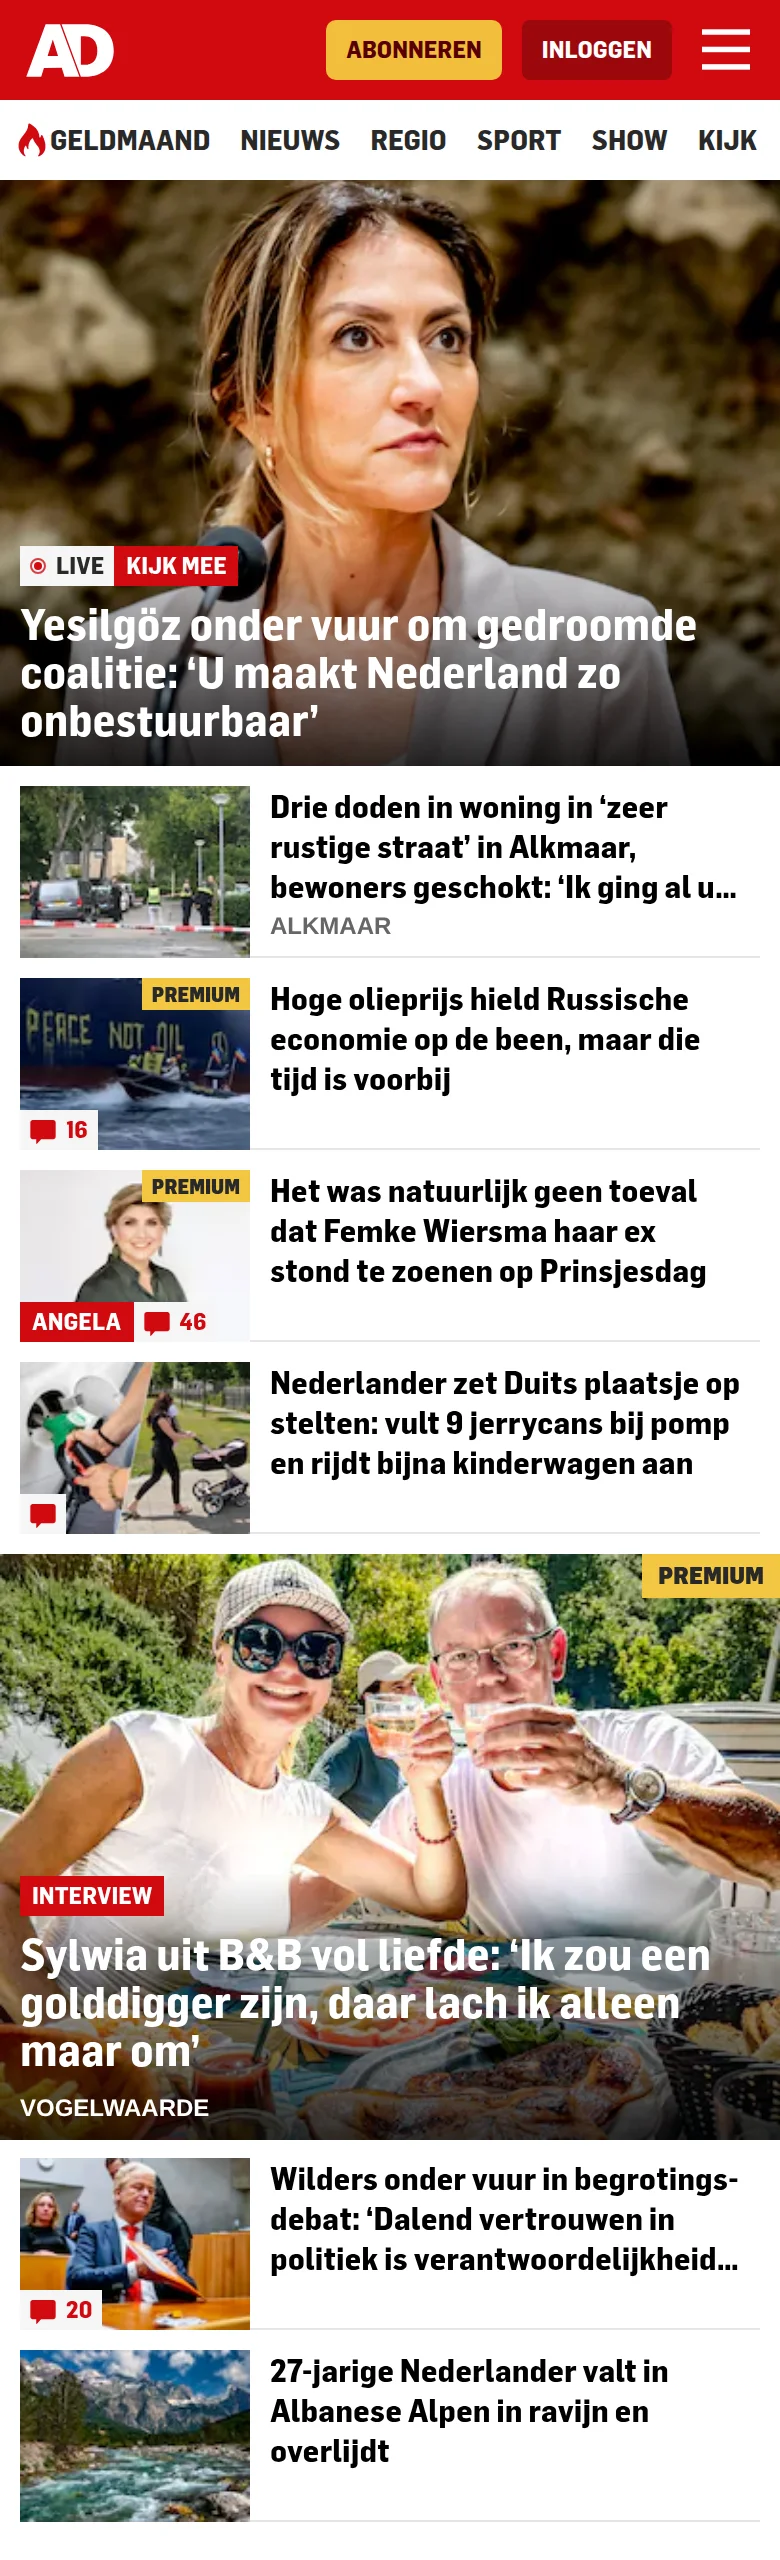 AD
ABONNEREN
INLOGGEN
GELDMAAND NIEUWS REGIO SPORT SHOW KIJK
LIVE KIJK MEE
Yesilgöz onder vuur om gedroomde
coalitie: ‘U maakt Nederland zo
onbestuurbaar’
Drie doden in woning in ‘zeer
rustige straat’ in Alkmaar,
bewoners geschokt: ‘Ik ging al u...
ALKMAAR
PREMIUM
PEACE NOT OIL
16
Hoge olieprijs hield Russische
economie op de been, maar die
tijd is voorbij
PREMIUM
ANGELA 46
Het was natuurlijk geen toeval
dat Femke Wiersma haar ex
stond te zoenen op Prinsjesdag
Nederlander zet Duits plaatsje op
stelten: vult 9 jerrycans bij pomp
en rijdt bijna kinderwagen aan
PREMIUM
INTERVIEW
Sylwia uit B&B vol liefde: ‘Ik zou een
golddigger zijn, daar lach ik alleen
maar om’
VOGELWAARDE
20
Wilders onder vuur in begrotings-
debat: ‘Dalend vertrouwen in
politiek is verantwoordelijkheid...
27-jarige Nederlander valt in
Albanese Alpen in ravijn en
overlijdt